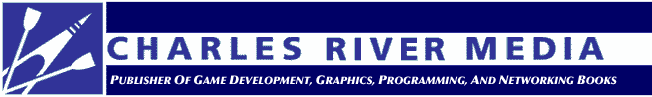 CHARLES RIVER MEDIA
PUBLISHER OF GAME DEVELOPMENT, GRAPHICS, PROGRAMMING, AND NETWORKING BOOKS